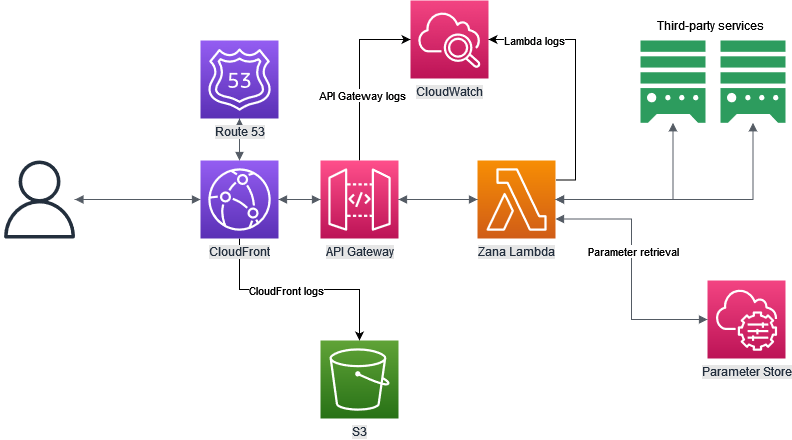 Third-party services
Lambda logs
API Gateway logs
CloudWatch
53
Route 53
</>
CloudFront
API Gateway
Zana Lambda
Parameter retrieval
CloudFront logs
Parameter Store
S3